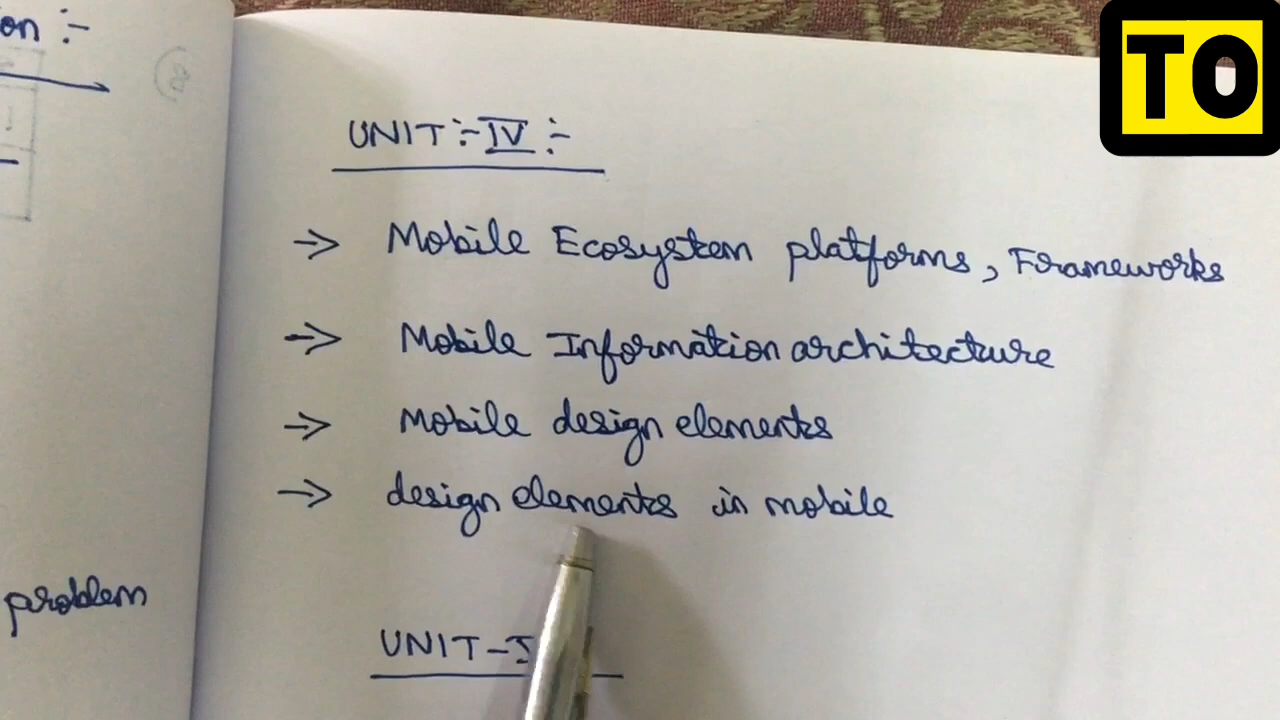 on :-
problem
UNIT :- IV :-
→ Mobile Ecosystem platforms, Frameworks
→ Mobile Information architecture
→ Mobile design elements
→ design elements in mobile
TO